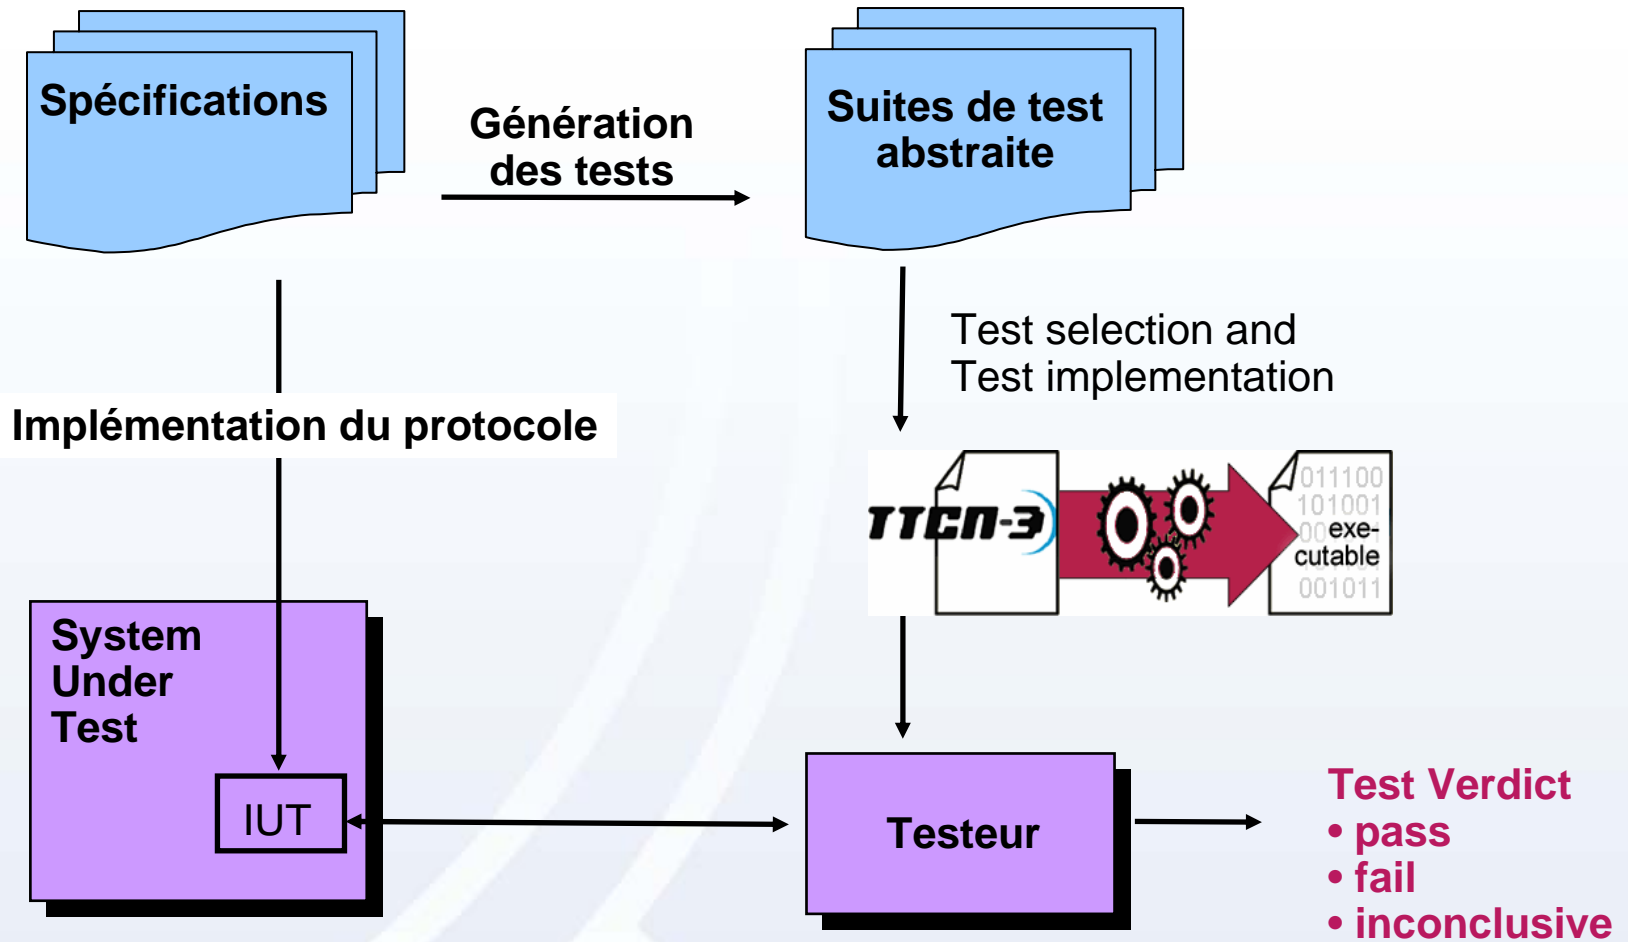 Spécifications
Suites de test
abstraite
Génération
des tests
Test selection and
Test implementation
Implémentation du protocole
TTCN-3
011100
101001
exe-
cutable
001011
System
Under
Test
IUT
Testeur
Test Verdict
• pass
• fail
• inconclusive